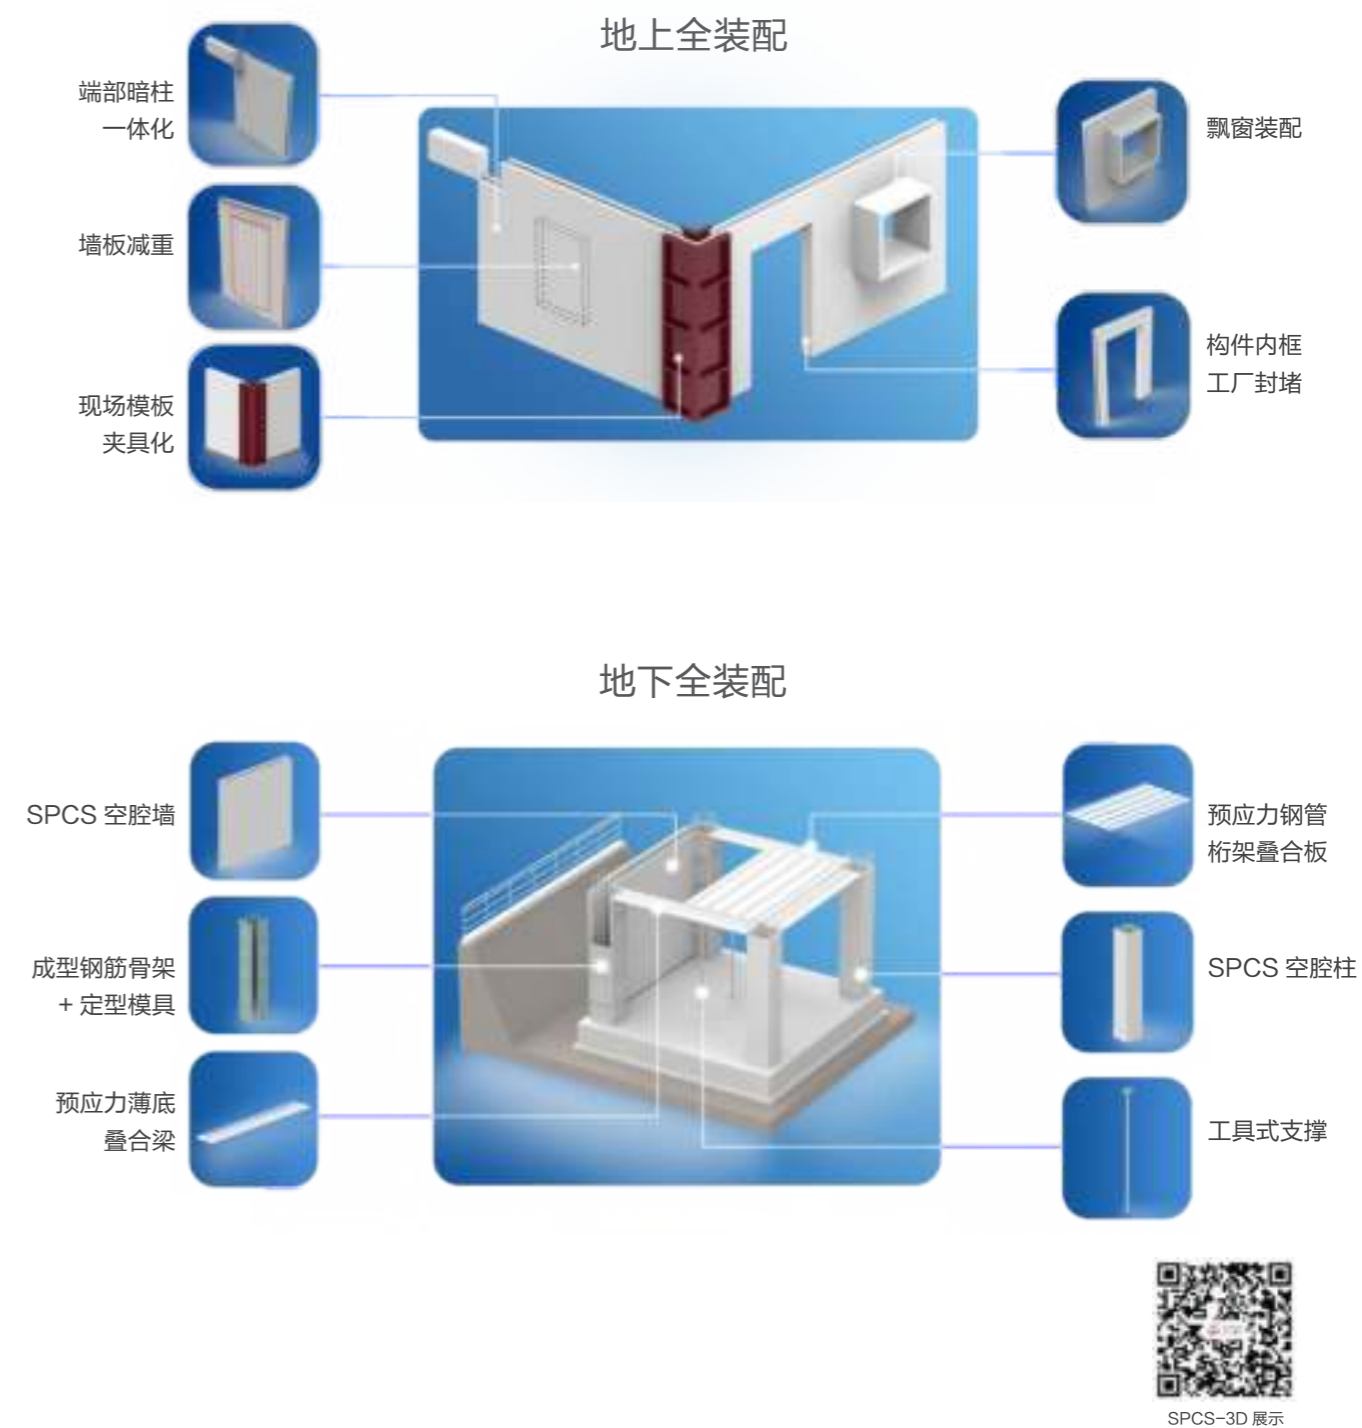 地上全装配
端部暗柱
一体化
墙板减重
现场模板
夹具化
飘窗装配
构件内框
工厂封堵
地下全装配
SPCS 空腔墙
成型钢筋骨架
+ 定型模具
预应力薄底
叠合梁
预应力钢管
桁架叠合板
SPCS 空腔柱
工具式支撑
SPCS-3D 展示